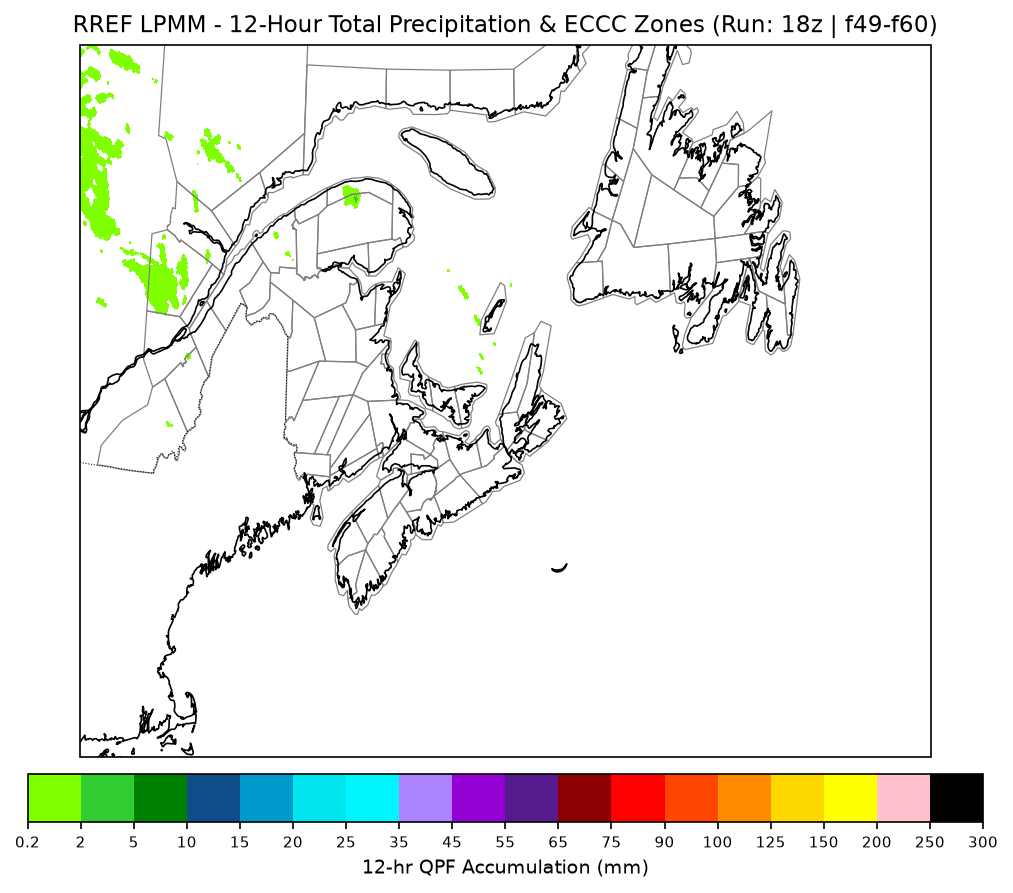 RREF LPMM - 12-Hour Total Precipitation & ECCC Zones (Run: 18z | f49-f60)
0.2 2 5 10 15 20 25 35 45 55 65 75 90 100 125 150 200 250 300
12-hr QPF Accumulation (mm)